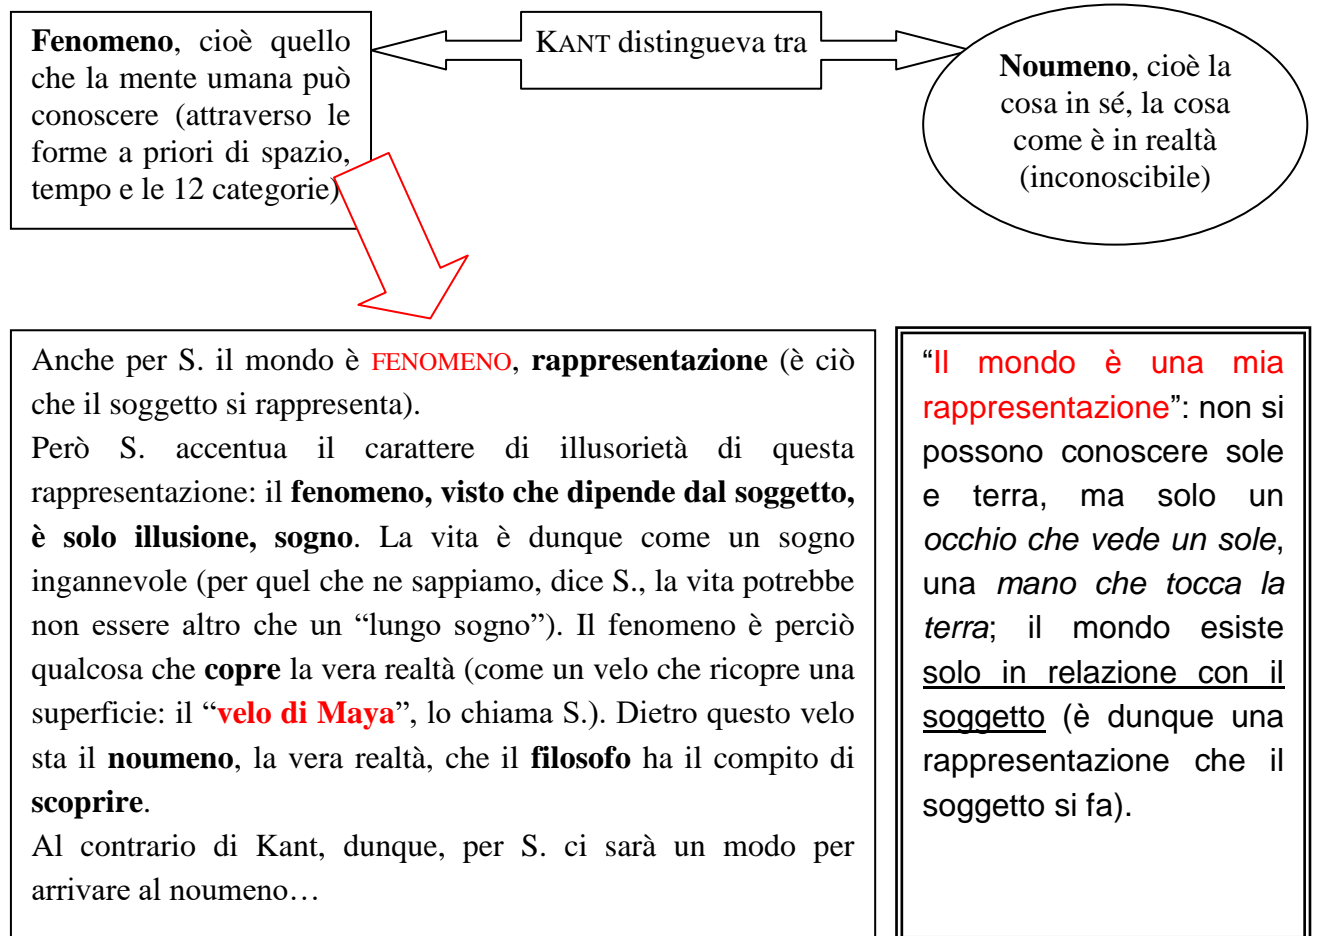 Fenomeno, cioè quello
che la mente umana può
conoscere (attraverso le
forme a priori di spazio,
tempo e le 12 categorie)
KANT distingueva tra
Noumeno, cioè la
cosa in sé, la cosa
come è in realtà
(inconoscibile)
Anche per S. il mondo è FENOMENO, rappresentazione (è ciò
che il soggetto si rappresenta).
Però S. accentua il carattere di illusorietà di questa
rappresentazione: il fenomeno, visto che dipende dal soggetto,
è solo illusione, sogno. La vita è dunque come un sogno
ingannevole (per quel che ne sappiamo, dice S., la vita potrebbe
non essere altro che un “lungo sogno”). Il fenomeno è perciò
qualcosa che copre la vera realtà (come un velo che ricopre una
superficie: il “velo di Maya”, lo chiama S.). Dietro questo velo
sta il noumeno, la vera realtà, che il filosofo ha il compito di
scoprire.
Al contrario di Kant, dunque, per S. ci sarà un modo per
arrivare al noumeno…
“Il mondo è una mia
rappresentazione”: non si
possono conoscere sole
e terra, ma solo un
occhio che vede un sole,
una mano che tocca la
terra; il mondo esiste
solo in relazione con il
soggetto (è dunque una
rappresentazione che il
soggetto si fa).